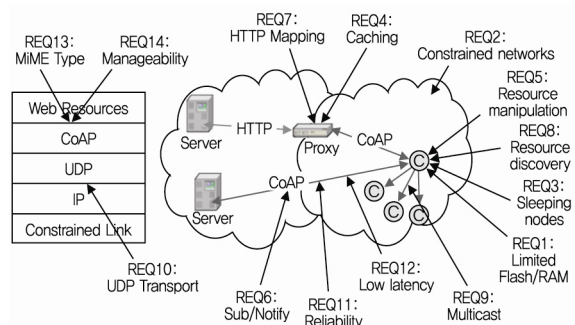 REQ13:
MiME Type
REQ14:
Manageability
REQ7:
HTTP Mapping
REQ4:
Caching
REQ2:
Constrained networks
REQ5:
Resource
manipulation
REQ8:
Resource
discovery
REQ3:
Sleeping
nodes
REQ1:
Limited
Flash/RAM
Web Resources
CoAP
UDP
IP
Constrained Link
Server
HTTP
Proxy
CoAP
C
C
C
C
CoAP
Server
REQ10:
UDP Transport
REQ6:
Sub/Notify
REQ11:
Reliability
REQ12:
Low latency
REQ9:
Multicast